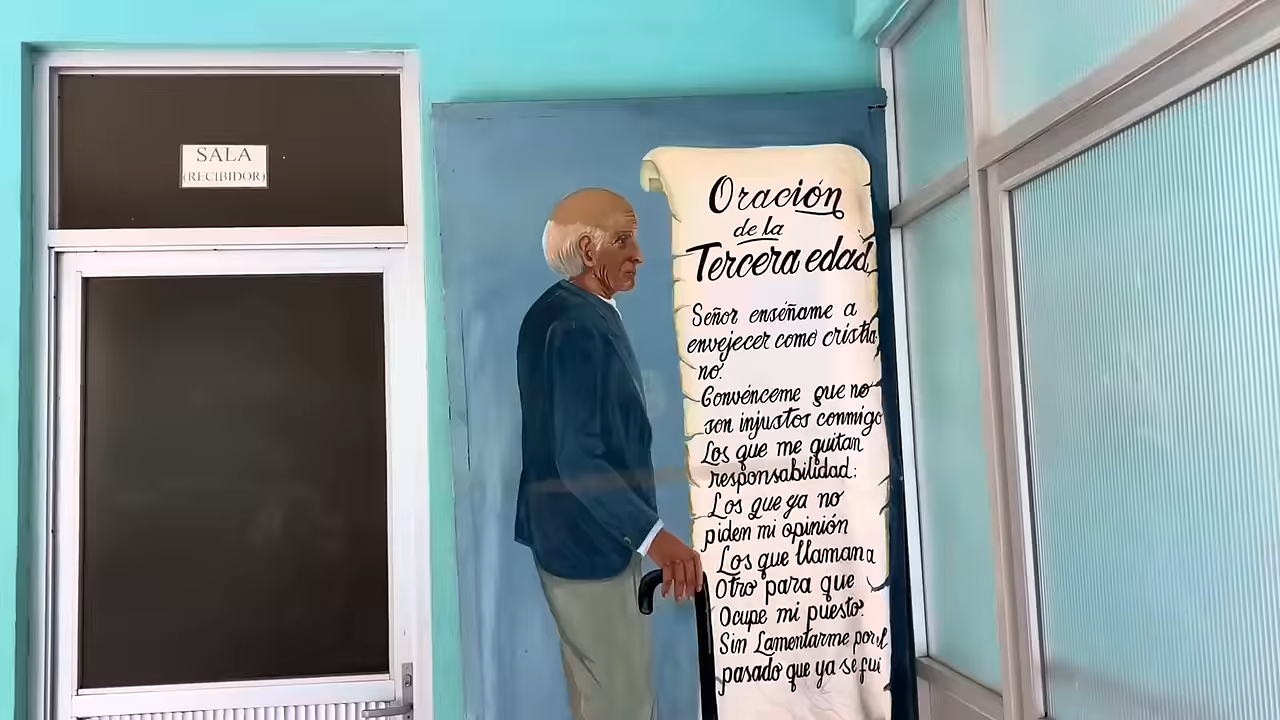 SALA
(RECIBIDOR)
Oración
de la
Tercera edad
Señor enséñame a
envejecer como cristia
no.
Convénceme que no
son injustos conmigo
Los que me quitan
responsabilidad:
Los que ya no
piden mi opinión
Los que llaman a
Otro para que
Ocupe mi puesto.
Sin Lamentarme por el
pasado que ya se fui